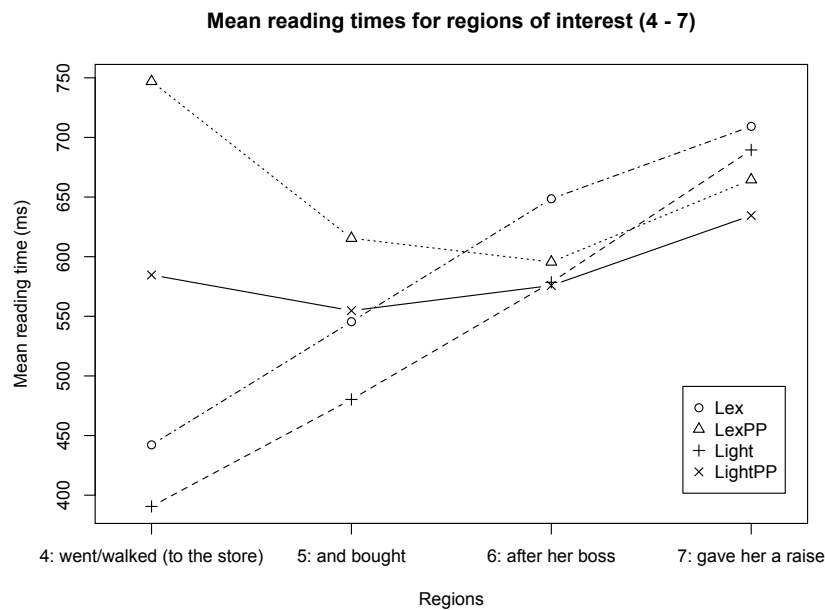 Mean reading times for regions of interest (4 - 7)
Mean reading time (ms)
750
700
650
600
550
500
450
400
Lex
LexPP
Light
LightPP
4: went/walked (to the store)
5: and bought
6: after her boss
7: gave her a raise
Regions